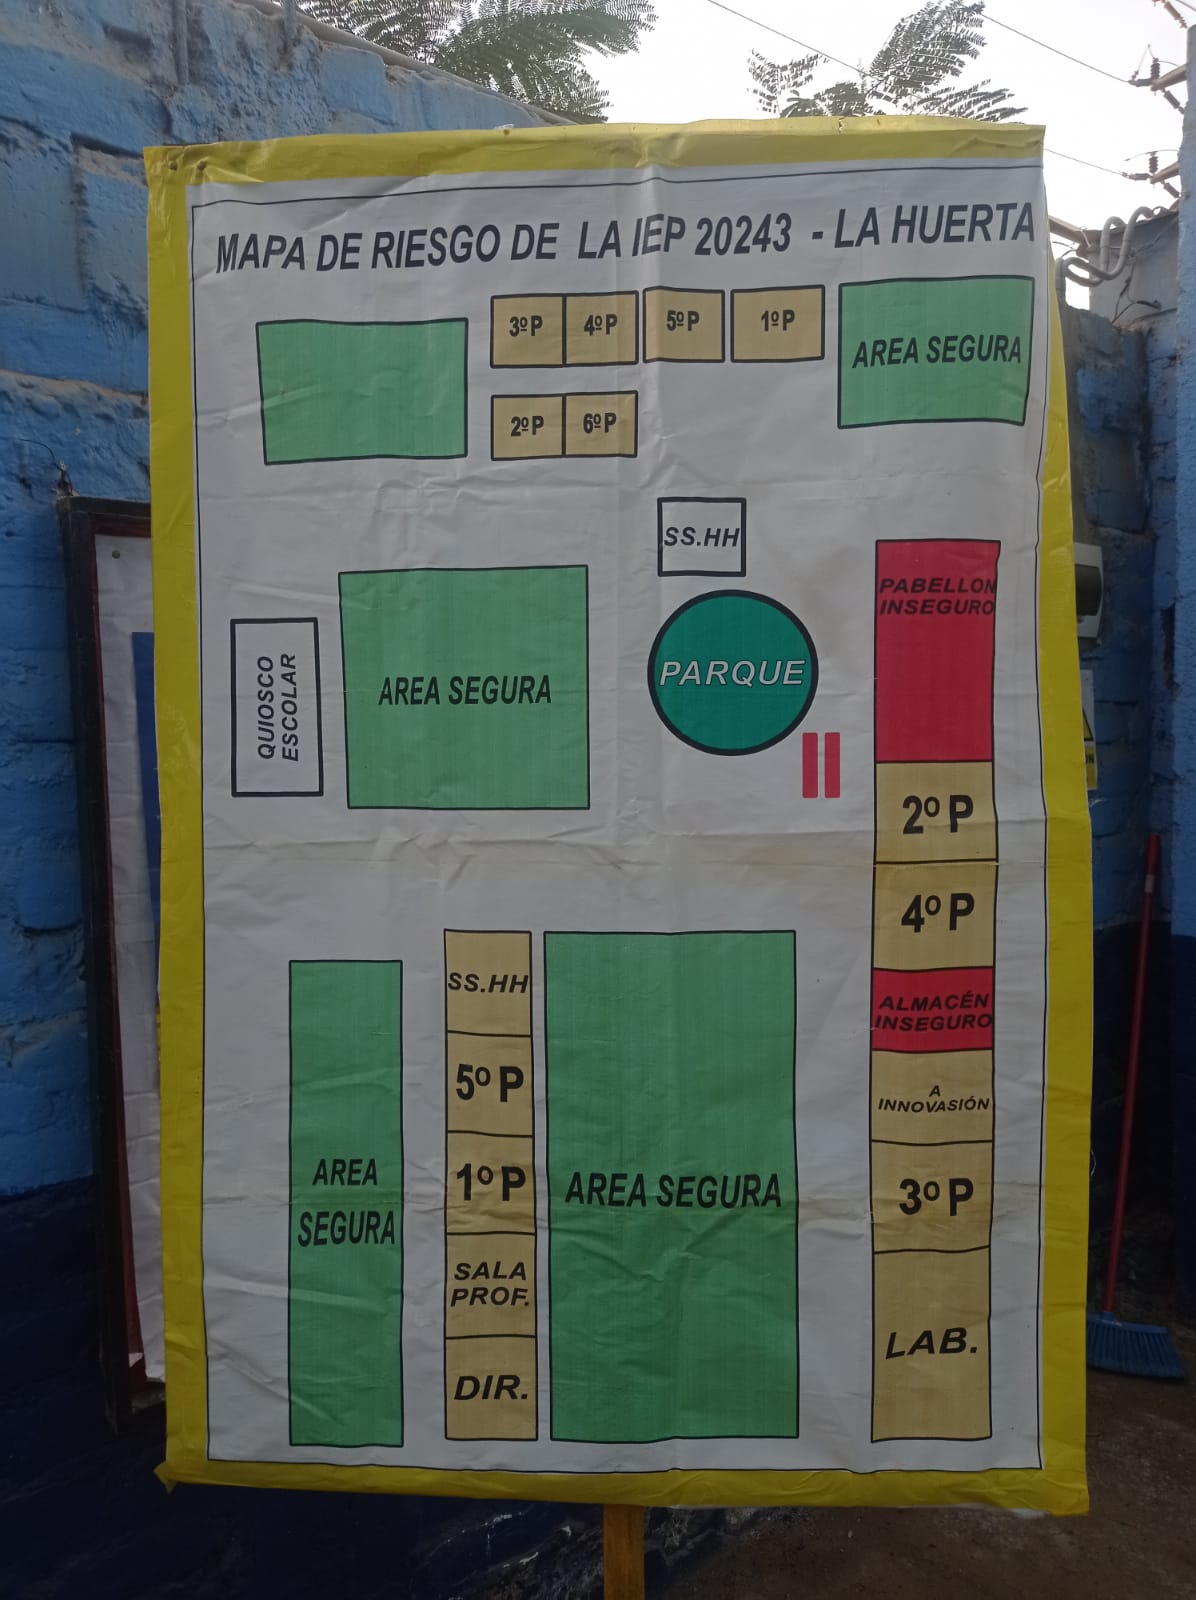 MAPA DE RIESGO DE LA IEP 20243 - LA HUERTA
3º P
4º P
5º P
1º P
AREA SEGURA
2º P
6º P
SS.HH
PABELLON
INSEGURO
QUIOSCO
ESCOLAR
AREA SEGURA
PARQUE
2º P
4º P
SS.HH
ALMACÉN
INSEGURO
5º P
A
INNOVASIÓN
AREA
SEGURA
1º P
AREA SEGURA
3º P
SALA
PROF.
LAB.
DIR.